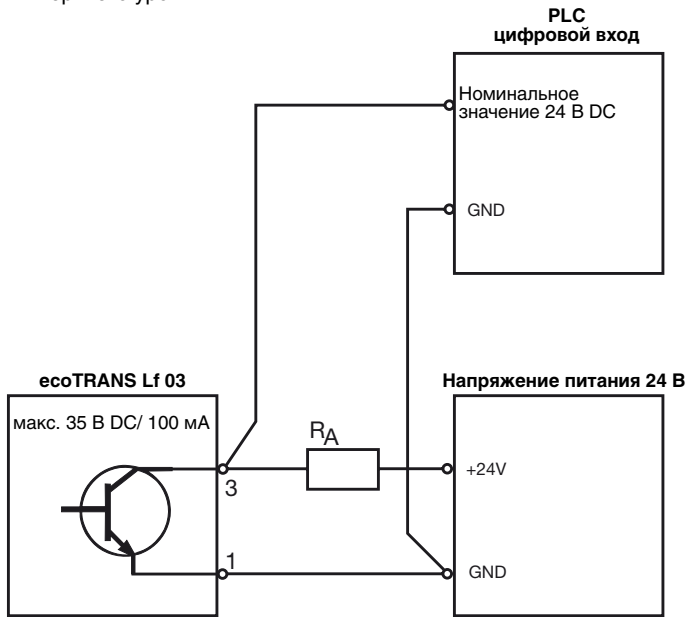 PLC
цифровой вход
Номинальное
значение 24 В DC
GND
ecoTRANS Lf 03
Напряжение питания 24 В
макс. 35 В DC/ 100 мА
RA
+24V
3
1
GND